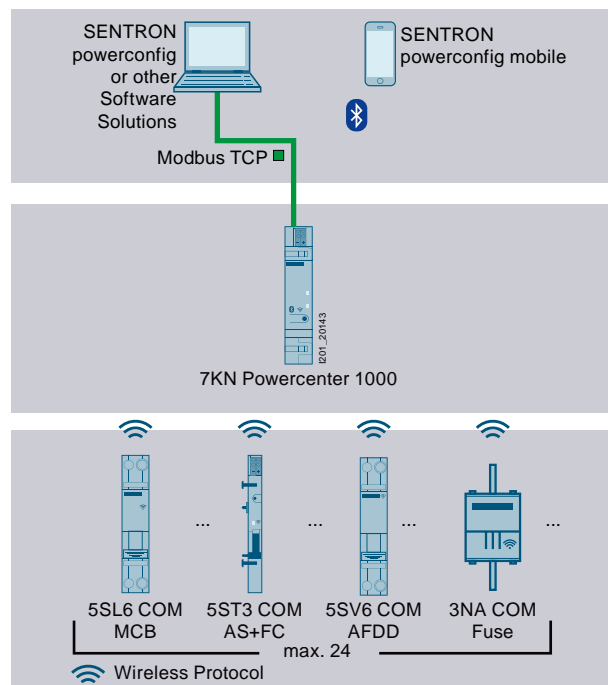 SENTRON
powerconfig
or other
Software
Solutions
SENTRON
powerconfig mobile
Modbus TCP
I201_20143
7KN Powercenter 1000
... ... ... ...
5SL6 COM
MCB
5ST3 COM
AS+FC
5SV6 COM
AFDD
3NA COM
Fuse
max. 24
Wireless Protocol